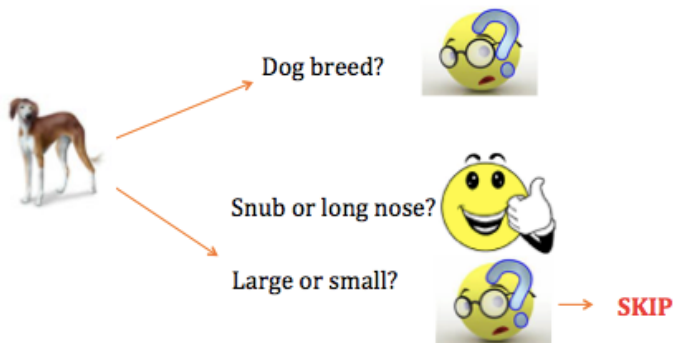 Dog breed?
Snub or long nose?
Large or small?
SKIP